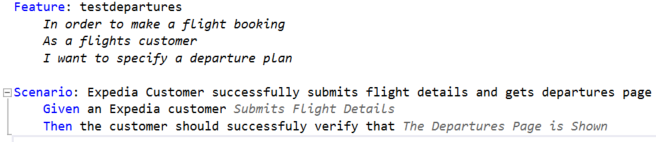 Feature: testdepartures
In order to make a flight booking
As a flights customer
I want to specify a departure plan
Scenario: Expedia Customer successfully submits flight details and gets departures page
Given an Expedia customer Submits Flight Details
Then the customer should successfuly verify that The Departures Page is Shown